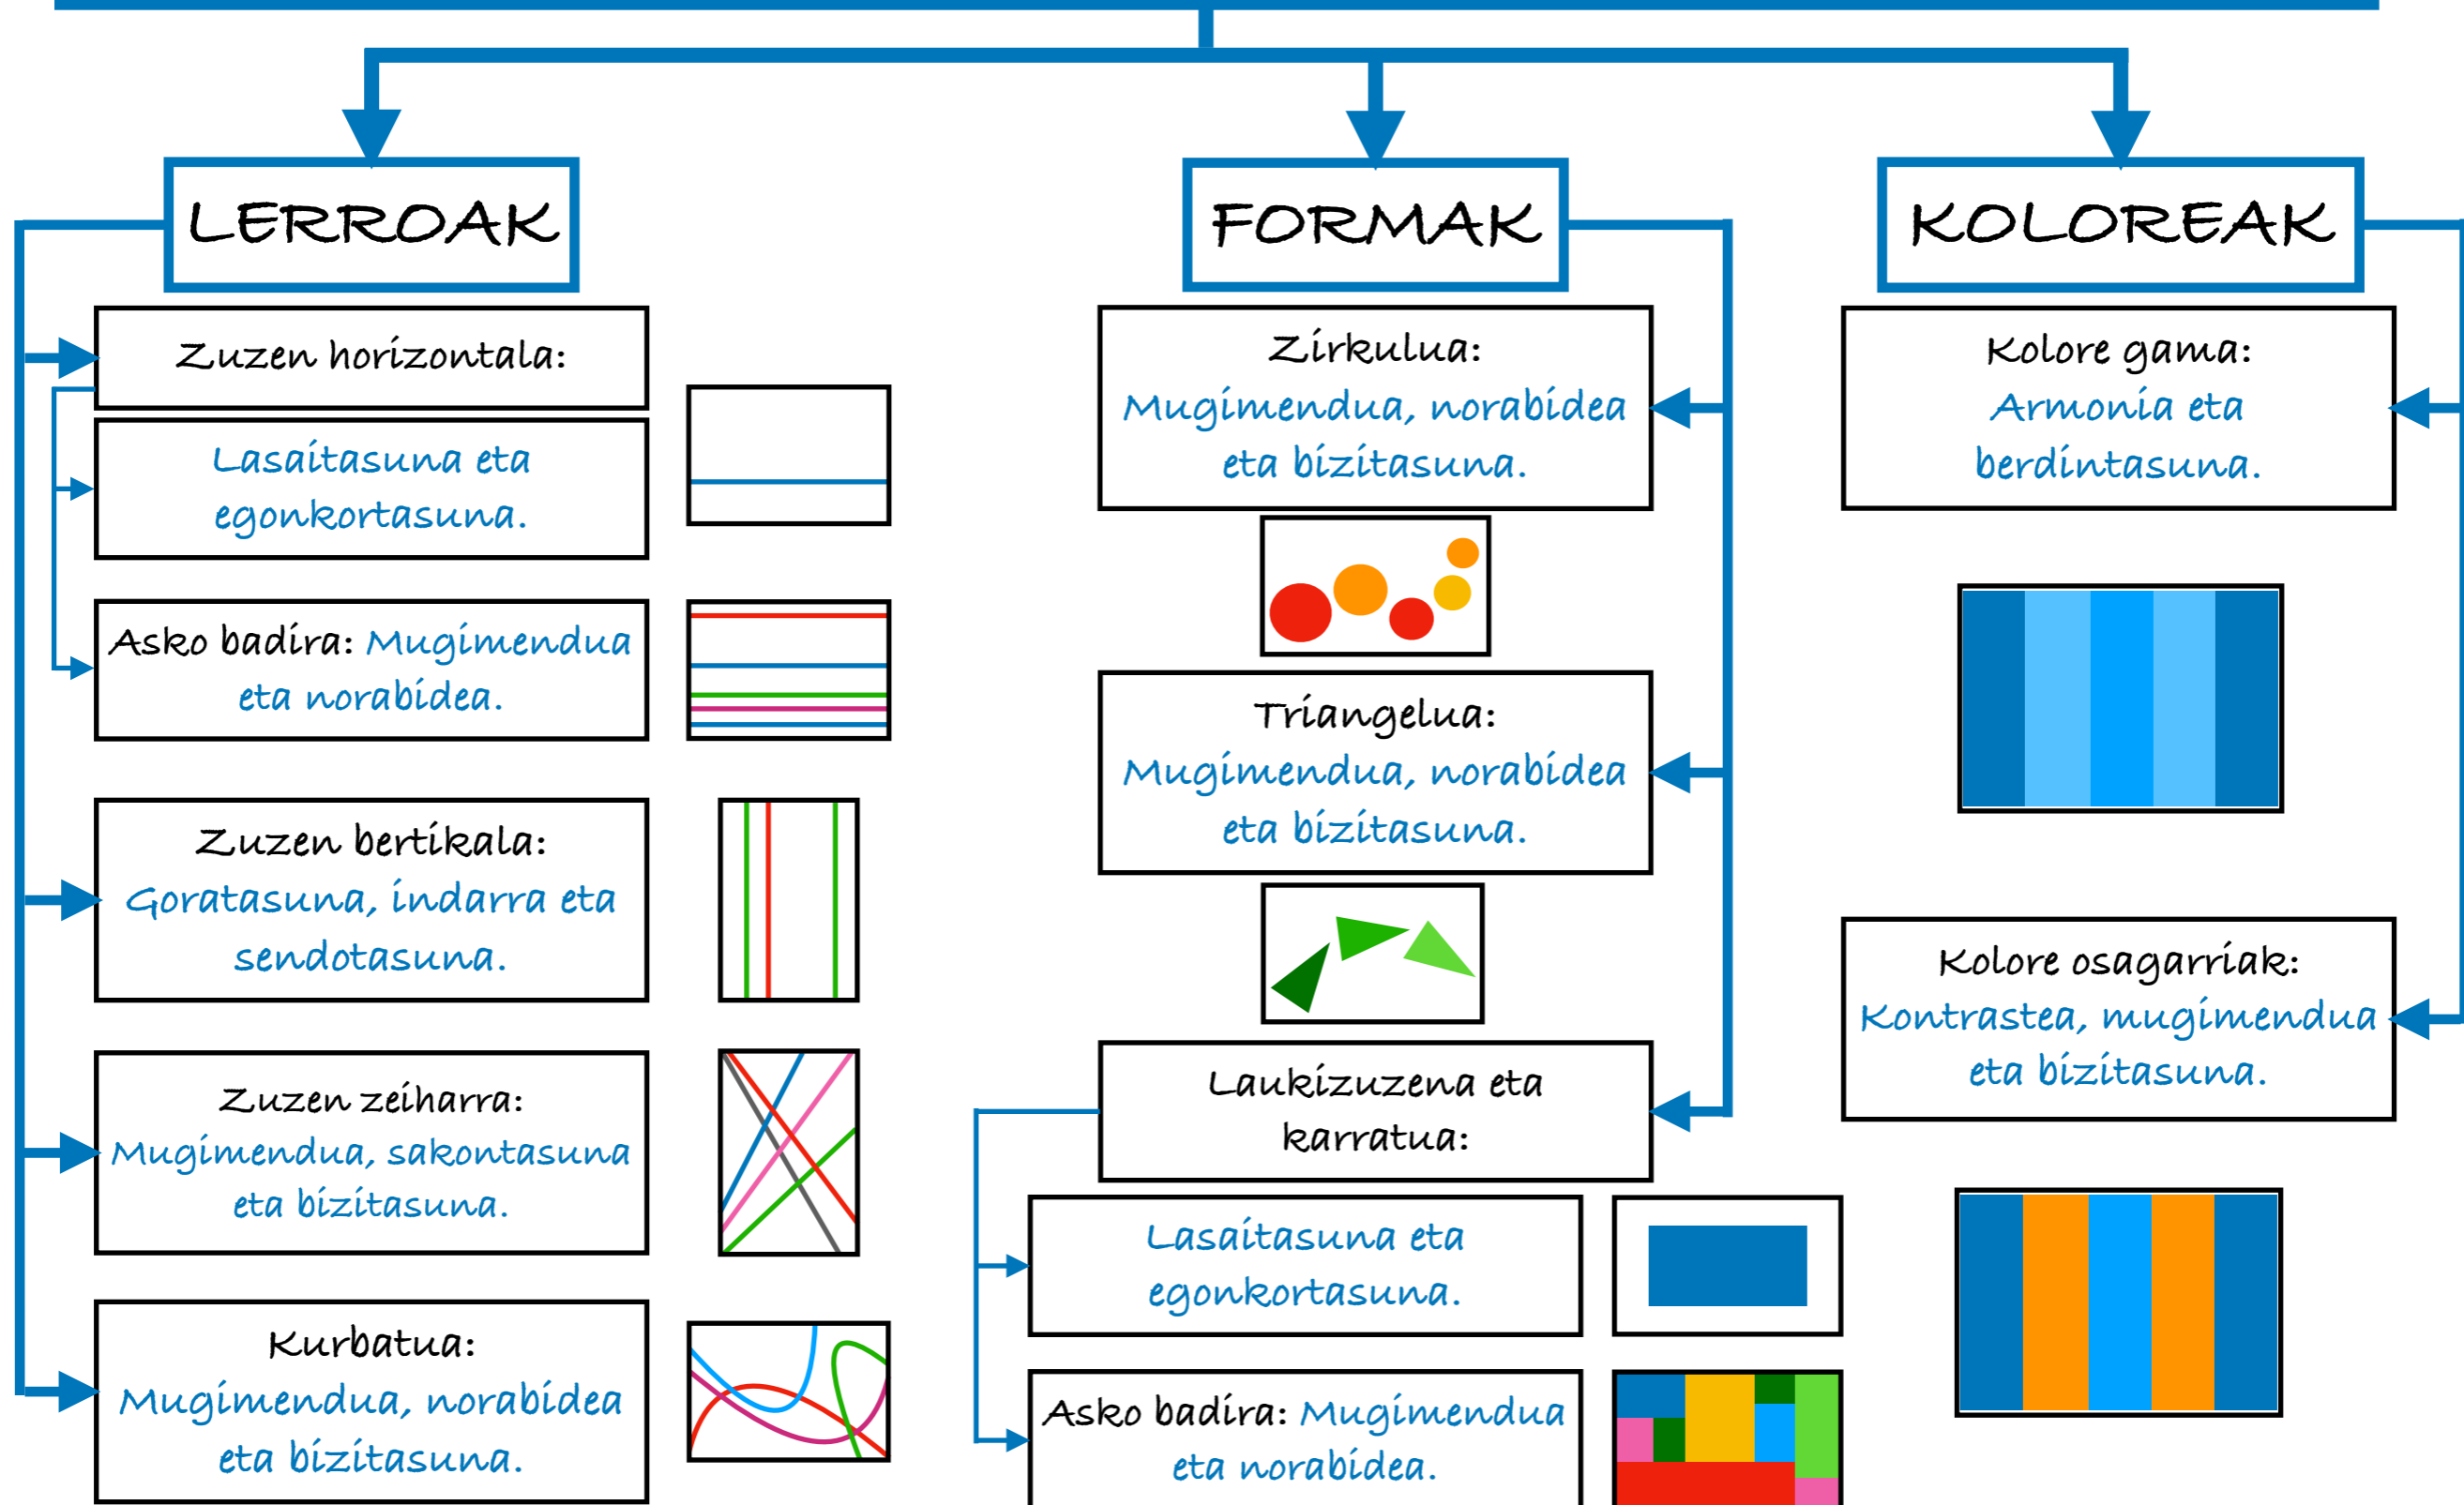 LERROAK
Zuzen horizontala:
Lasaitasuna eta
egonkortasuna.
Asko badira: Mugimendua
eta norabidea.
Zuzen bertikala:
Goratasuna, indarra eta
sendotasuna.
Zuzen zeiharra:
Mugimendua, sakontasuna
eta bizitasuna.
Kurbatua:
Mugimendua, norabidea
eta bizitasuna.
FORMAK
Zirkulua:
Mugimendua, norabidea
eta bizitasuna.
Triangelua:
Mugimendua, norabidea
eta bizitasuna.
Laukizuzena eta
karratua:
Lasaitasuna eta
egonkortasuna.
Asko badira: Mugimendua
eta norabidea.
KOLOREAK
Kolore gama:
Armonia eta
berdintasuna.
Kolore osagarriak:
Kontrastea, mugimendua
eta bizitasuna.